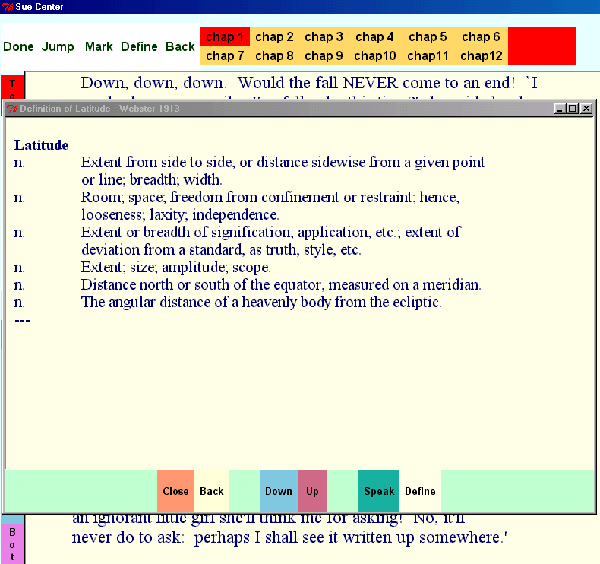 Sue Center
Done Jump Mark Define Back
chap 1 chap 2 chap 3 chap 4 chap 5 chap 6
chap 7 chap 8 chap 9 chap10 chap11 chap12
Down, down, down. Would the fall NEVER come to an end! `I
Definition of Latitude - Webster 1913
Latitude
n. Extent from side to side, or distance sidewise from a given point
or line; breadth; width.
n. Room; space; freedom from confinement or restraint; hence,
looseness; laxity; independence.
n. Extent or breadth of signification, application, etc.; extent of
deviation from a standard, as truth, style, etc.
n. Extent; size; amplitude; scope.
n. Distance north or south of the equator, measured on a meridian.
n. The angular distance of a heavenly body from the ecliptic.
---
Close Back Down Up Speak Define
an ignorant little girl she'll think me for asking! No, it'll
never do to ask: perhaps I shall see it written up somewhere.'
B
o
t